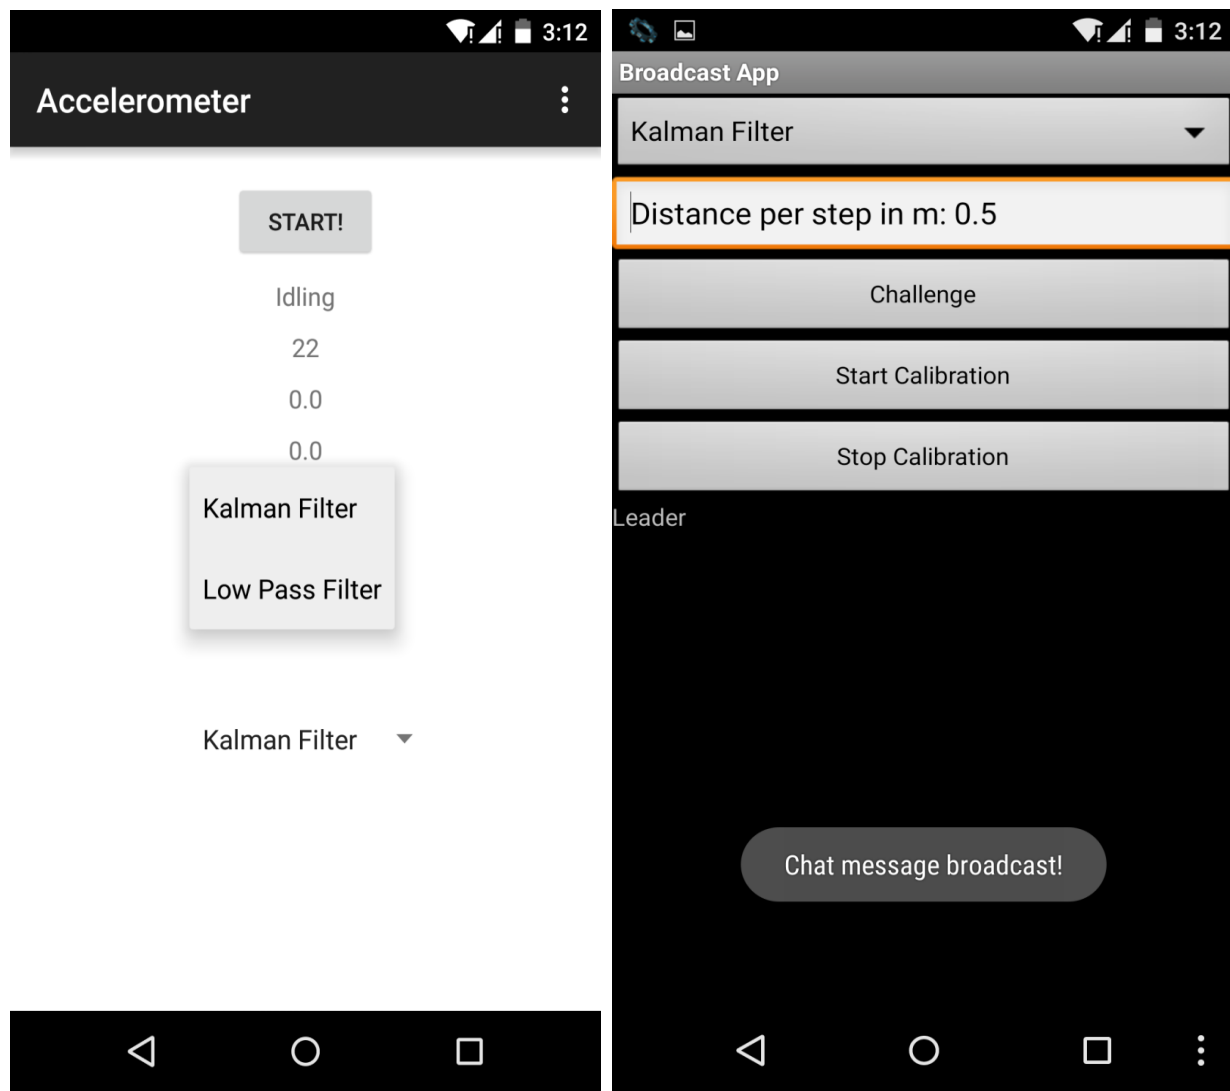 3:12
Accelerometer
START!
Idling
22
0.0
0.0
Kalman Filter
Low Pass Filter
Kalman Filter
3:12
Broadcast App
Kalman Filter
Distance per step in m: 0.5
Challenge
Start Calibration
Stop Calibration
Leader
Chat message broadcast!